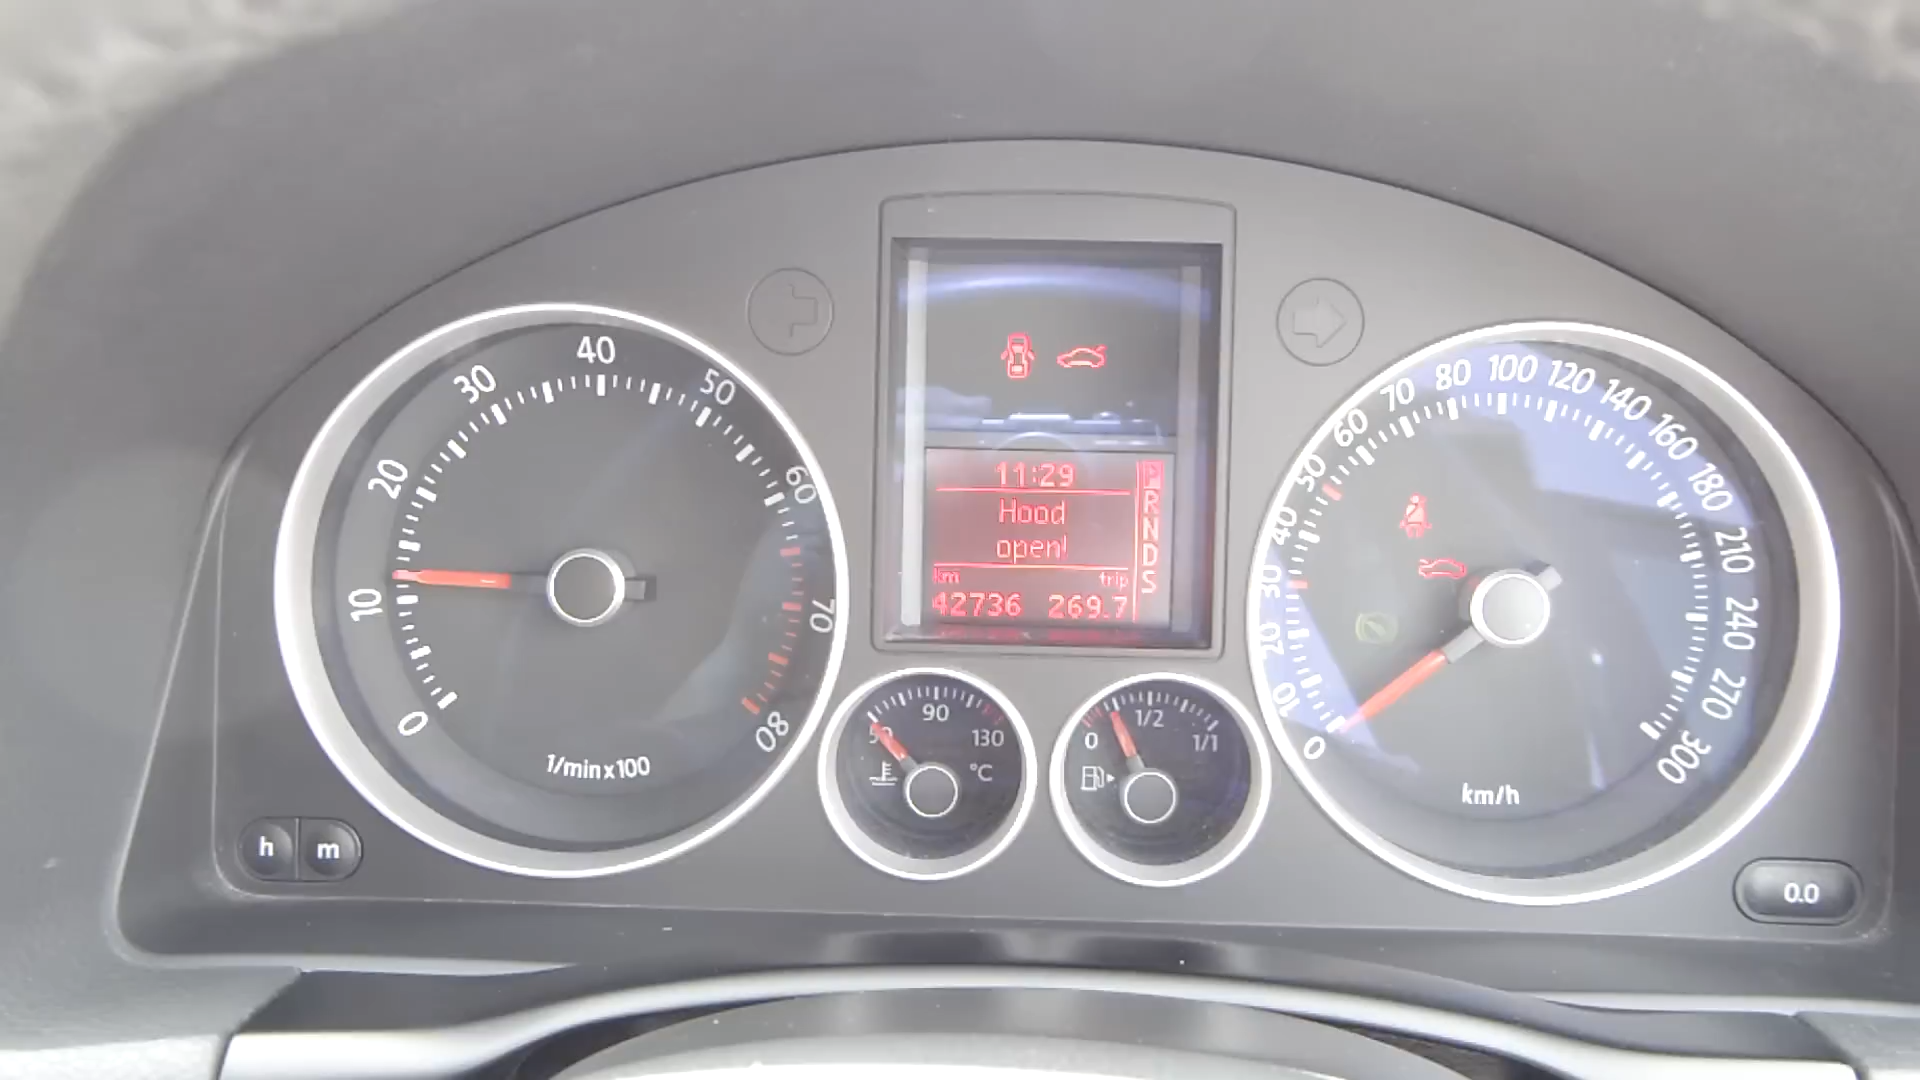 0 10 20 30 40 50 60 70 80
1/min x 100
h m
11:29
Hood
open!
km trip
42736 269.7
P
R
N
D
S
50 90 130
°C
0 1/2 1/1
0 10 20 30 40 50 60 70 80 100 120 140 160 180 210 240 270 300
km/h
0.0